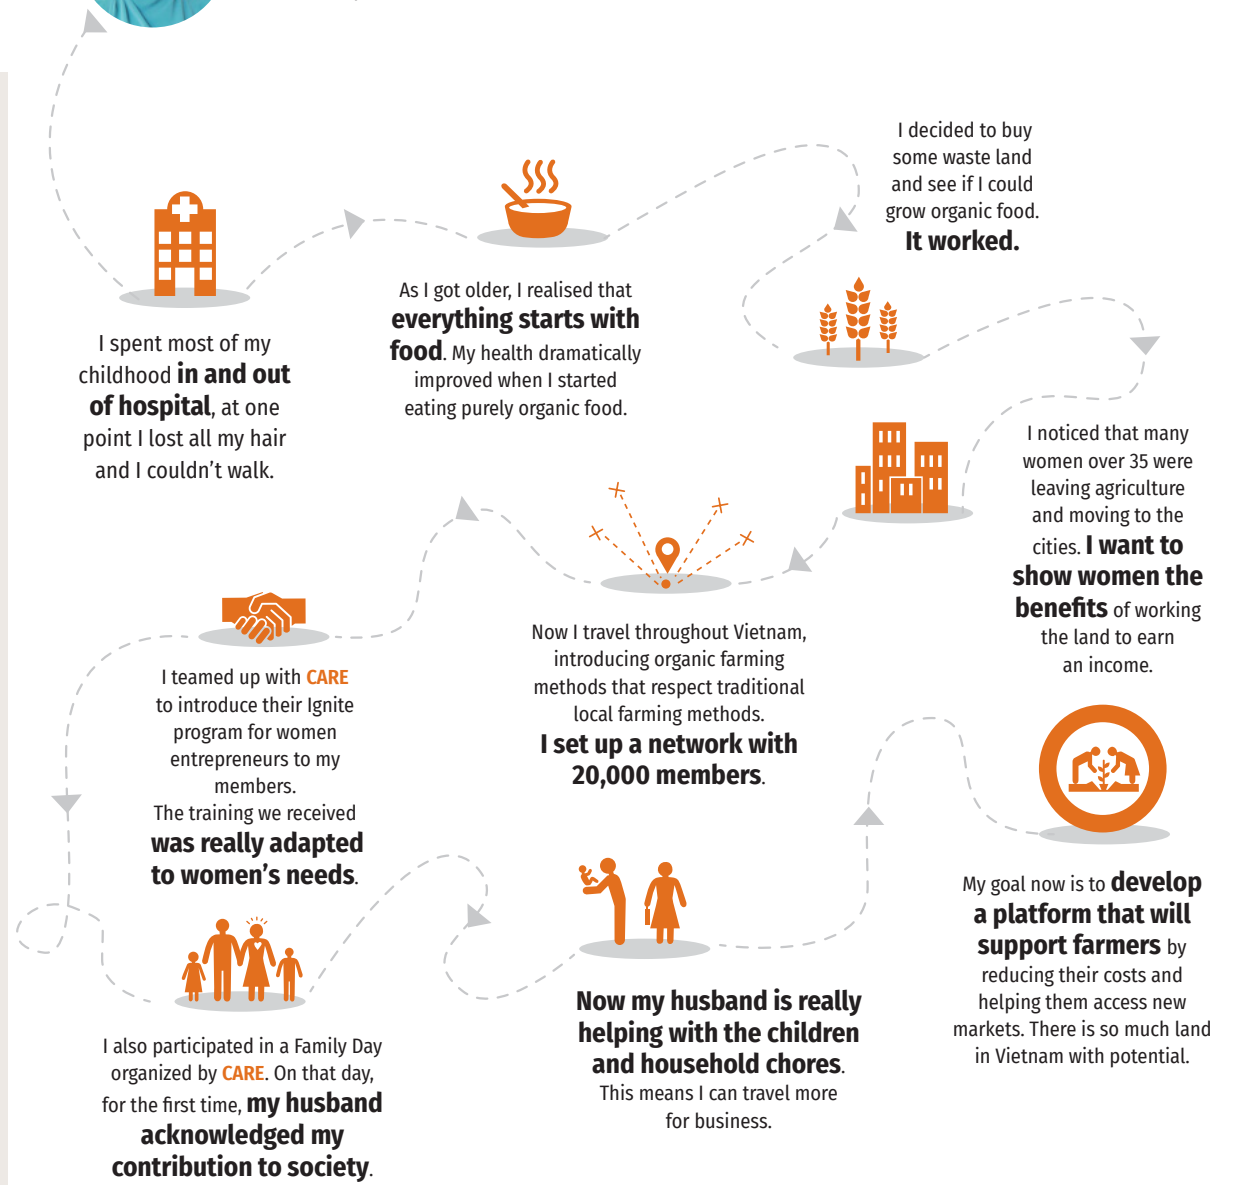 I spent most of my
childhood in and out
of hospital, at one
point I lost all my hair
and I couldn’t walk.
As I got older, I realised that
everything starts with
food. My health dramatically
improved when I started
eating purely organic food.
I decided to buy
some waste land
and see if I could
grow organic food.
It worked.
I noticed that many
women over 35 were
leaving agriculture
and moving to the
cities. I want to
show women the
benefits of working
the land to earn
an income.
Now I travel throughout Vietnam,
introducing organic farming
methods that respect traditional
local farming methods.
I set up a network with
20,000 members.
I teamed up with CARE
to introduce their Ignite
program for women
entrepreneurs to my
members.
The training we received
was really adapted
to women’s needs.
I also participated in a Family Day
organized by CARE. On that day,
for the first time, my husband
acknowledged my
contribution to society.
Now my husband is really
helping with the children
and household chores.
This means I can travel more
for business.
My goal now is to develop
a platform that will
support farmers by
reducing their costs and
helping them access new
markets. There is so much land
in Vietnam with potential.